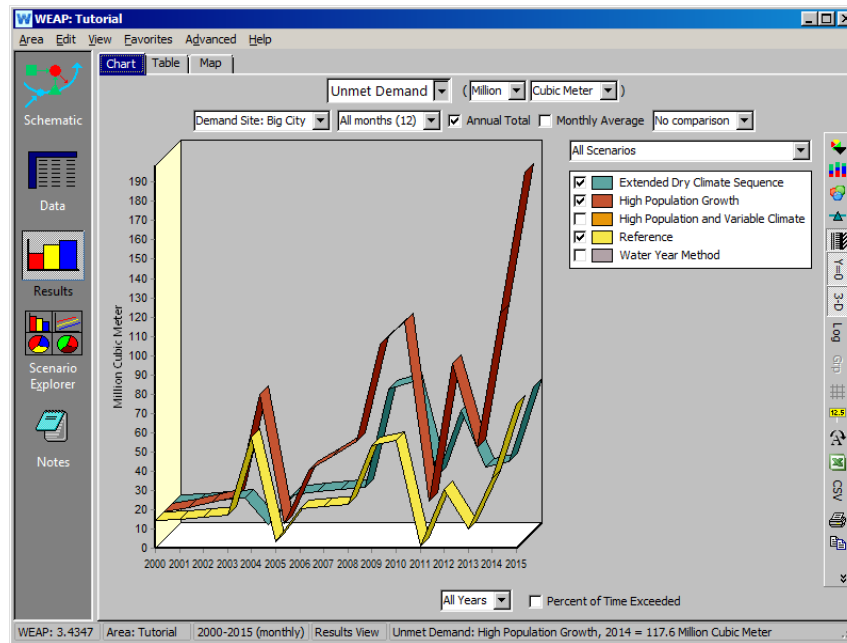 WEAP: Tutorial
Area Edit View Favorites Advanced Help
Chart Table Map
Unmet Demand ( Million Cubic Meter )
Demand Site: Big City All months (12) Annual Total Monthly Average No comparison
All Scenarios
Extended Dry Climate Sequence
High Population Growth
High Population and Variable Climate
Reference
Water Year Method
Schematic
Data
Results
Scenario
Explorer
Notes
Million Cubic Meter
190
180
170
160
150
140
130
120
110
100
90
80
70
60
50
40
30
20
10
0
2000 2001 2002 2003 2004 2005 2006 2007 2008 2009 2010 2011 2012 2013 2014 2015
Y=0
3-D
Log
Grp
12.5
CSV
All Years Percent of Time Exceeded
WEAP: 3.4347 Area: Tutorial 2000-2015 (monthly) Results View Unmet Demand: High Population Growth, 2014 = 117.6 Million Cubic Meter